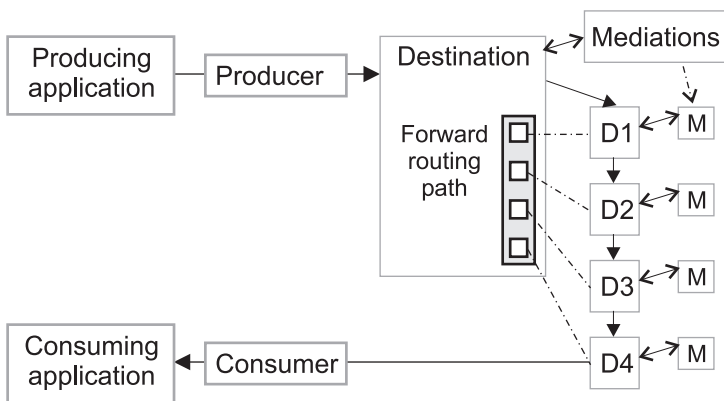 Producing
application
Producer
Destination
Mediations
Forward
routing
path
D1
M
D2
M
D3
M
D4
M
Consuming
application
Consumer